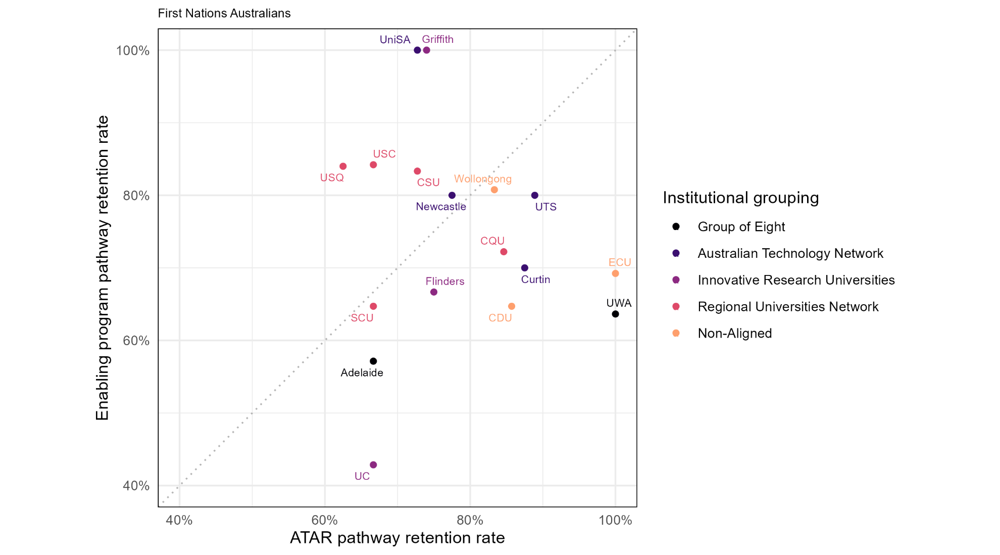 First Nations Australians
Enabling program pathway retention rate
100%
80%
60%
40%
UniSA
Griffith
USC
USQ
CSU
Wollongong
Newcastle
UTS
CQU
ECU
Curtin
Flinders
UWA
SCU
CDU
Adelaide
UC
40%
60%
80%
100%
ATAR pathway retention rate
Institutional grouping
Group of Eight
Australian Technology Network
Innovative Research Universities
Regional Universities Network
Non-Aligned